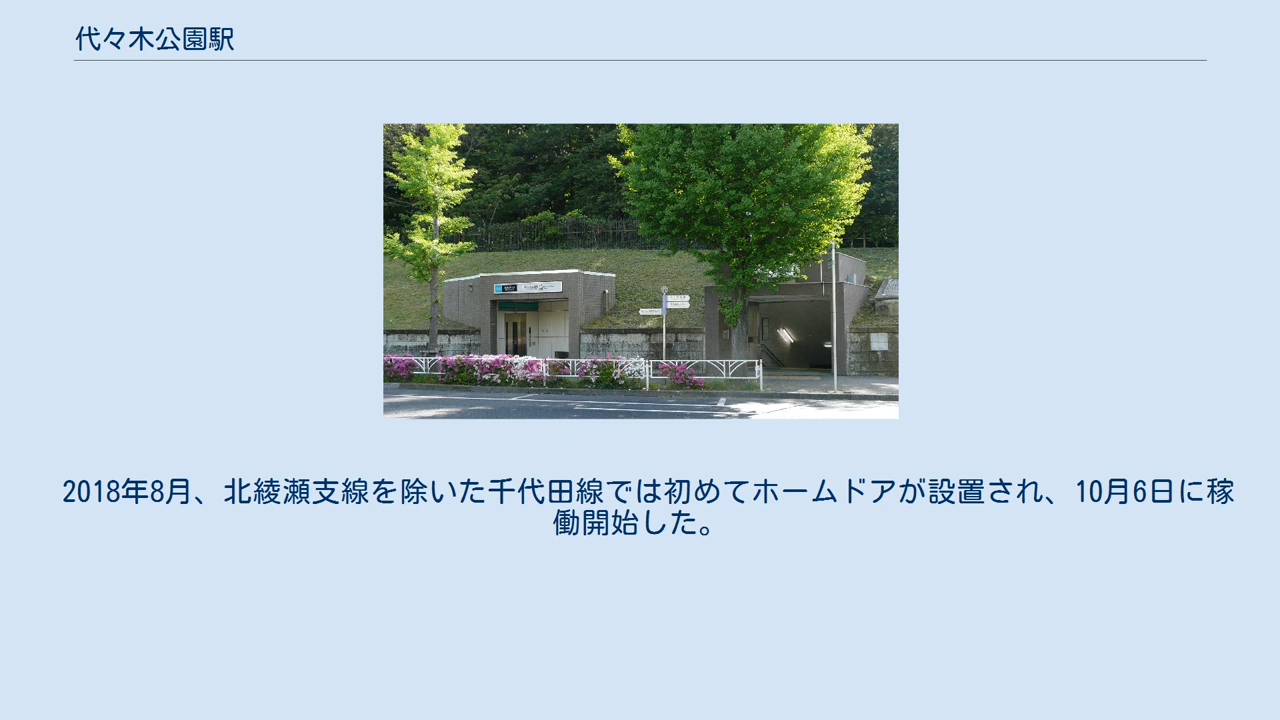 代々木公園駅
2018年8月、北綾瀬支線を除いた千代田線では初めてホームドアが設置され、10月6日に稼
働開始した。